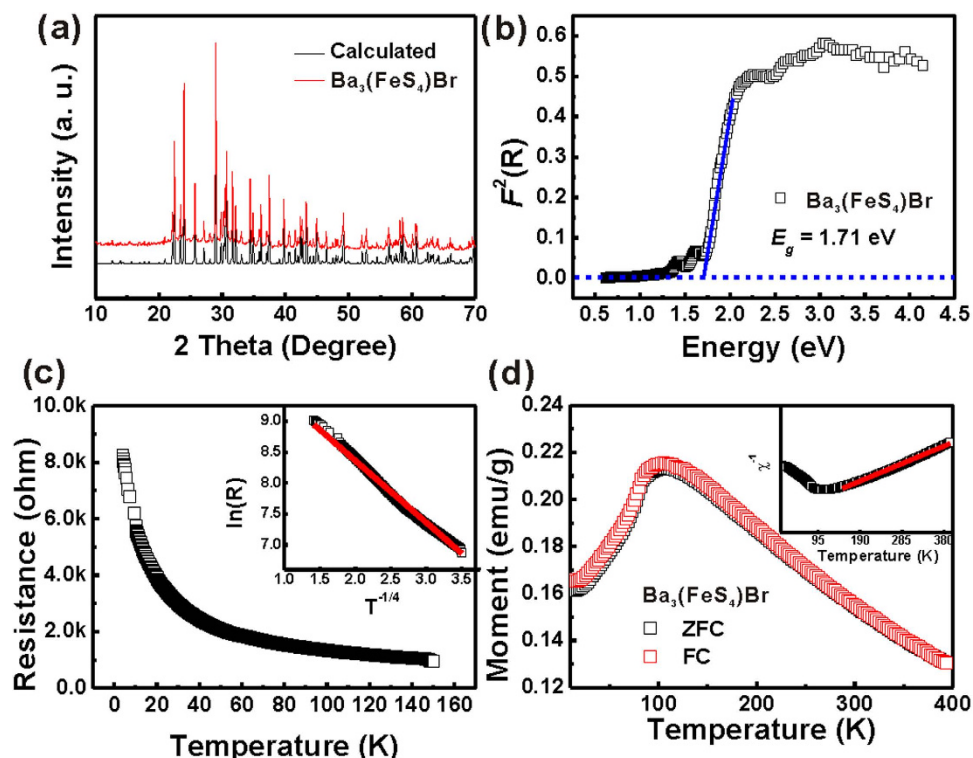 (a)
Intensity (a. u.)
Calculated
Ba₃(FeS₄)Br
10 20 30 40 50 60 70
2 Theta (Degree)
(b)
F²(R)
0.6
0.5
0.4
0.3
0.2
0.1
0.0
Ba₃(FeS₄)Br
E_g = 1.71 eV
0.5 1.0 1.5 2.0 2.5 3.0 3.5 4.0 4.5
Energy (eV)
(c)
Resistance (ohm)
10.0k
8.0k
6.0k
4.0k
2.0k
0.0
ln(R)
9.0
8.5
8.0
7.5
7.0
1.0 1.5 2.0 2.5 3.0 3.5
T⁻¹/⁴
0 20 40 60 80 100 120 140 160
Temperature (K)
(d)
Moment (emu/g)
0.24
0.22
0.20
0.18
0.16
0.14
0.12
χ⁻¹
95 190 285 380
Temperature (K)
Ba₃(FeS₄)Br
ZFC
FC
100 200 300 400
Temperature (K)